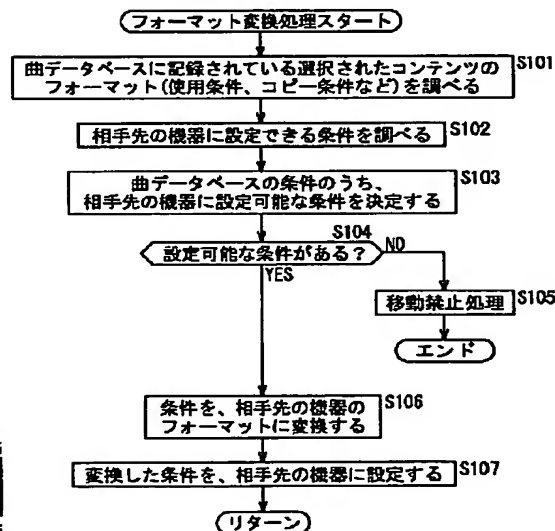 フォーマット変換処理スタート
曲データベースに記録されている選択されたコンテンツの
フォーマット(使用条件、コピー条件など)を調べる
S101
相手先の機器に設定できる条件を調べる
S102
曲データベースの条件のうち、
相手先の機器に設定可能な条件を決定する
S103
S104
設定可能な条件がある?
NO
YES
移動禁止処理
S105
エンド
条件を、相手先の機器の
フォーマットに変換する
S106
変換した条件を、相手先の機器に設定する
S107
リターン